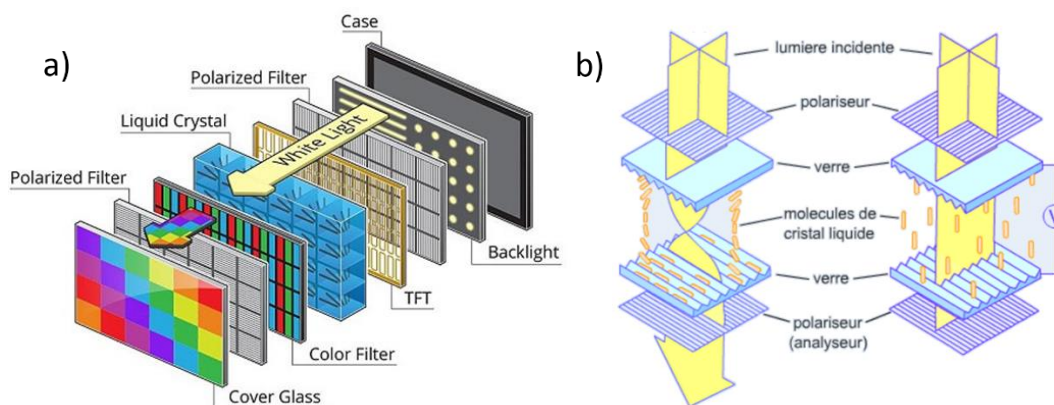 a)
Case
Polarized Filter
Liquid Crystal
White Light
Polarized Filter
Backlight
TFT
Color Filter
Cover Glass
b)
lumiere incidente
polariseur
verre
molecules de
cristal liquide
verre
polariseur
(analyseur)
V